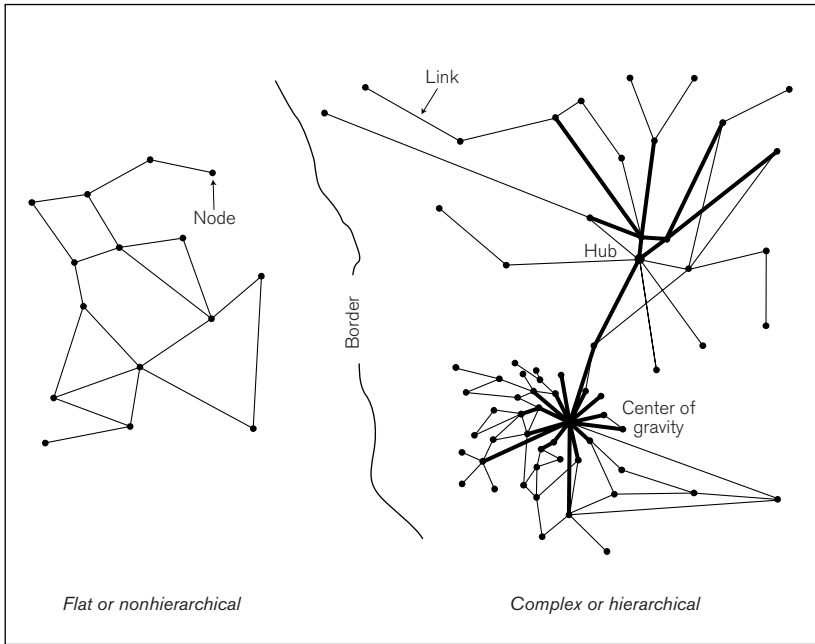 Link
Node
Hub
Border
Center of
gravity
Flat or nonhierarchical
Complex or hierarchical